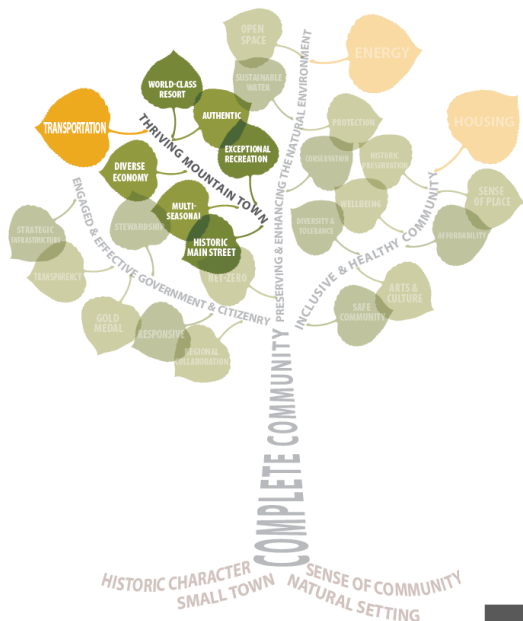 OPEN
SPACE
ENERGY
WORLD-CLASS
RESORT
SUSTAINABLE
WATER
TRANSPORTATION
AUTHENTIC
PROTECTION
HOUSING
THRIVING MOUNTAIN TOWN
EXCEPTIONAL
RECREATION
CONSERVATION
HISTORIC
PRESERVATION
DIVERSE
ECONOMY
PRESERVING & ENHANCING THE NATURAL ENVIRONMENT
SENSE
OF PLACE
MULTI-
SEASONAL
WELLBEING
ENGAGED & EFFECTIVE GOVERNMENT & CITIZENRY
STRATEGIC
INFRASTRUCTURE
STEWARDSHIP
DIVERSITY &
TOLERANCE
AFFORDABILITY
HISTORIC
MAIN STREET
INCLUSIVE & HEALTHY COMMUNITY
TRANSPARENCY
NET-ZERO
ARTS &
CULTURE
GOLD
MEDAL
RESPONSIVE
SAFE
COMMUNITY
REGIONAL
COLLABORATION
COMPLETE COMMUNITY
HISTORIC CHARACTER
SENSE OF COMMUNITY
SMALL TOWN
NATURAL SETTING